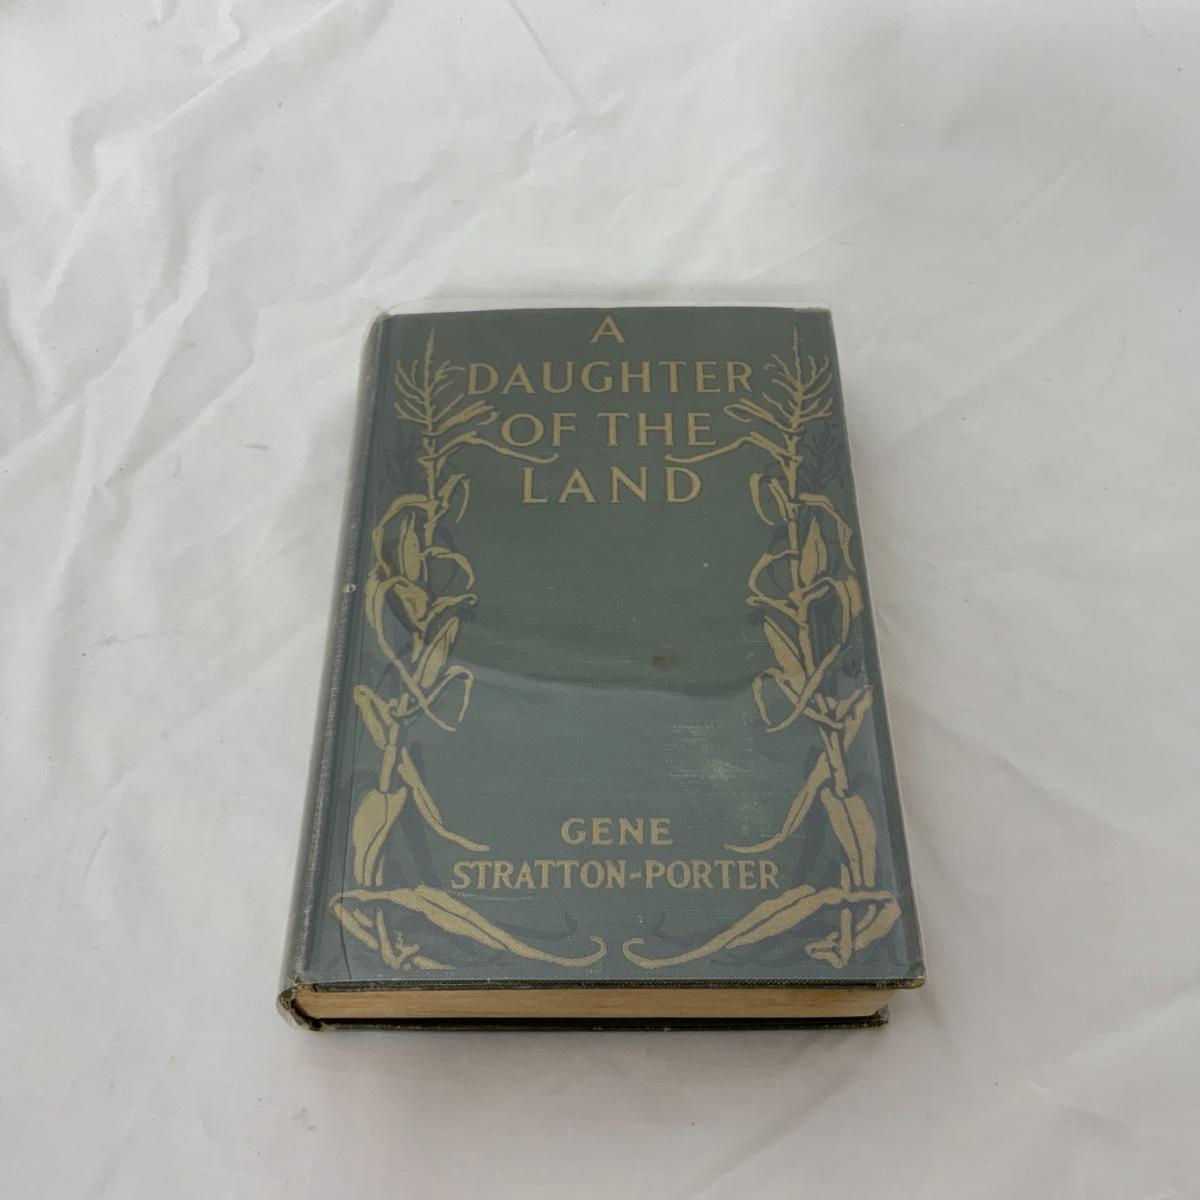 A
DAUGHTER
OF THE
LAND
GENE
STRATTON-PORTER